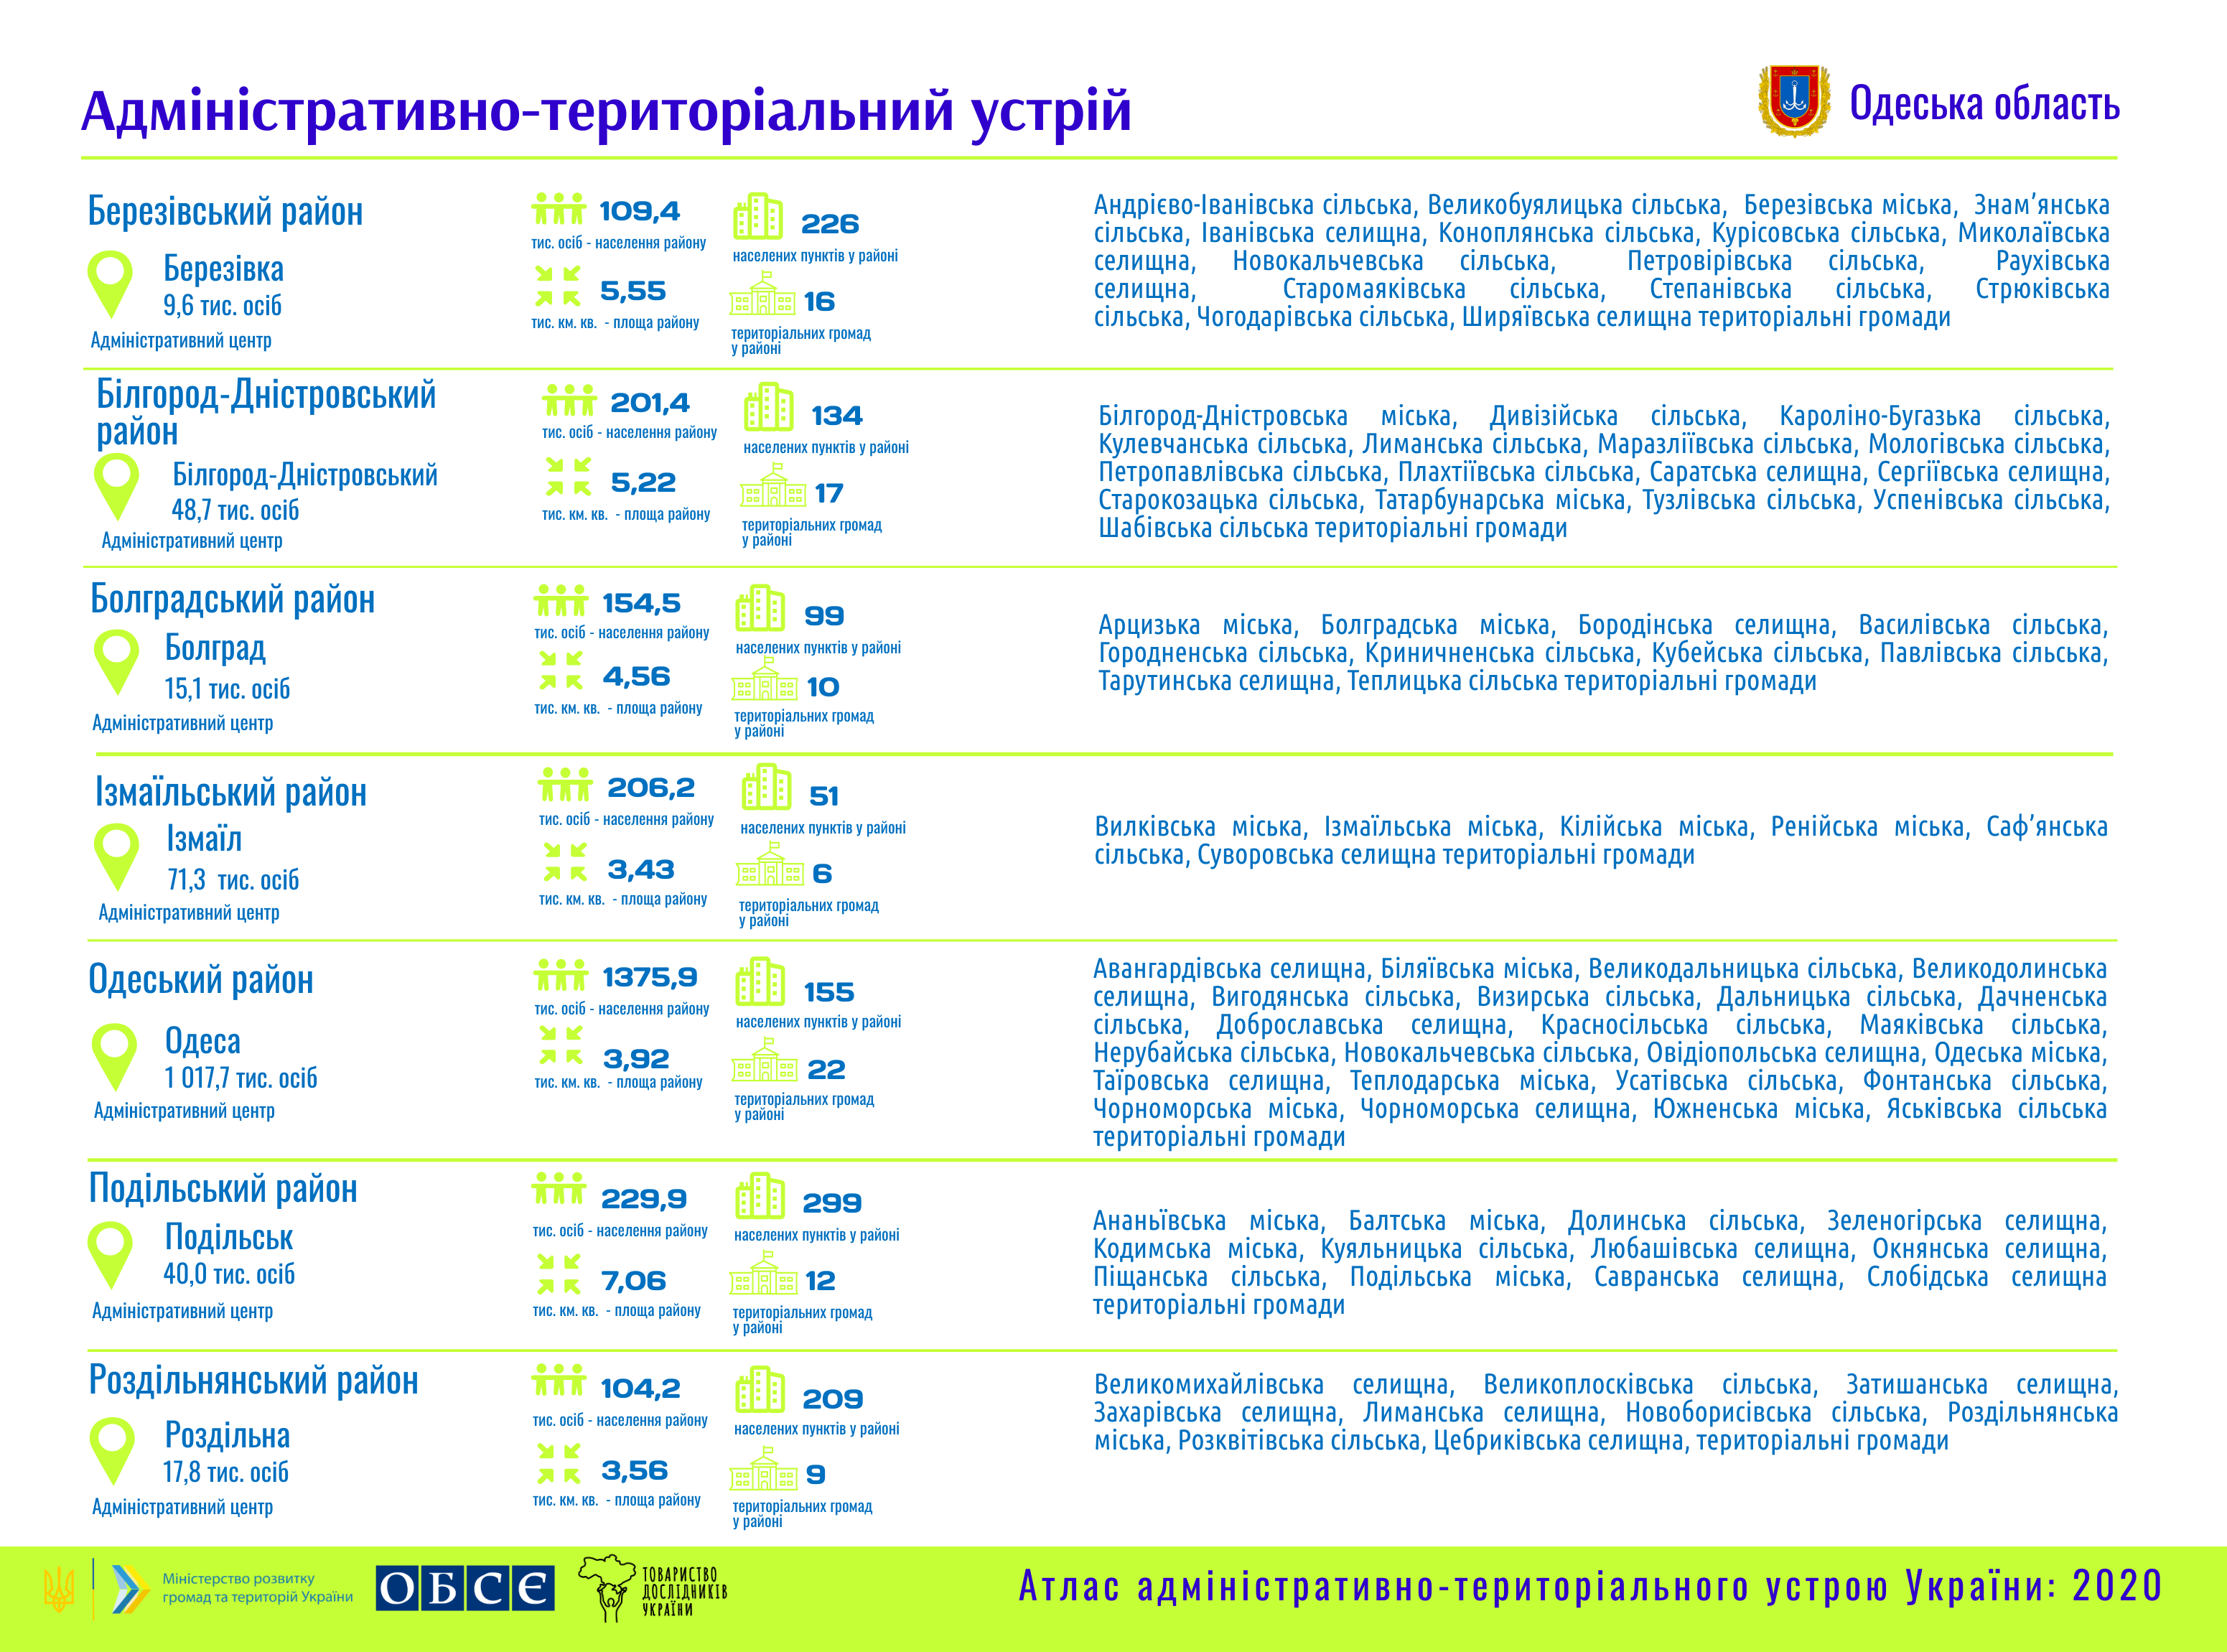 Адміністративно-територіальний устрій
Одеська область
Березівський район
Березівка
9,6 тис. осіб
Адміністративний центр
109,4
тис. осіб - населення району
5,55
тис. км. кв. - площа району
226
населених пунктів у районі
16
територіальних громад
у районі
Андрієво-Іванівська сільська, Великобуялицька сільська, Березівська міська, Знам’янська
сільська, Іванівська селищна, Коноплянська сільська, Курісовська сільська, Миколаївська
селищна, Новокальчевська сільська, Петровірівська сільська, Раухівська
селищна, Старомаяківська сільська, Степанівська сільська, Стрюківська
сільська, Чогодарівська сільська, Ширяївська селищна територіальні громади
Білгород-Дністровський
район
Білгород-Дністровський
48,7 тис. осіб
Адміністративний центр
201,4
тис. осіб - населення району
5,22
тис. км. кв. - площа району
134
населених пунктів у районі
17
територіальних громад
у районі
Білгород-Дністровська міська, Дивізійська сільська, Кароліно-Бугазька сільська,
Кулевчанська сільська, Лиманська сільська, Маразліївська сільська, Мологівська сільська,
Петропавлівська сільська, Плахтіївська сільська, Саратська селищна, Сергіївська селищна,
Старокозацька сільська, Татарбунарська міська, Тузлівська сільська, Успенівська сільська,
Шабівська сільська територіальні громади
Болградський район
Болград
15,1 тис. осіб
Адміністративний центр
154,5
тис. осіб - населення району
4,56
тис. км. кв. - площа району
99
населених пунктів у районі
10
територіальних громад
у районі
Арцизька міська, Болградська міська, Бородінська селищна, Василівська сільська,
Городненська сільська, Криничненська сільська, Кубейська сільська, Павлівська сільська,
Тарутинська селищна, Теплицька сільська територіальні громади
Ізмаїльський район
Ізмаїл
71,3 тис. осіб
Адміністративний центр
206,2
тис. осіб - населення району
3,43
тис. км. кв. - площа району
51
населених пунктів у районі
6
територіальних громад
у районі
Вилківська міська, Ізмаїльська міська, Кілійська міська, Ренійська міська, Саф’янська
сільська, Суворовська селищна територіальні громади
Одеський район
Одеса
1 017,7 тис. осіб
Адміністративний центр
1375,9
тис. осіб - населення району
3,92
тис. км. кв. - площа району
155
населених пунктів у районі
22
територіальних громад
у районі
Авангардівська селищна, Біляївська міська, Великодальницька сільська, Великодолинська
селищна, Вигодянська сільська, Визирська сільська, Дальницька сільська, Дачненська
сільська, Доброславська селищна, Красносільська сільська, Маяківська сільська,
Нерубайська сільська, Новокальчевська сільська, Овідіопольська селищна, Одеська міська,
Таїровська селищна, Теплодарська міська, Усатівська сільська, Фонтанська сільська,
Чорноморська міська, Чорноморська селищна, Южненська міська, Яськівська сільська
територіальні громади
Подільський район
Подільськ
40,0 тис. осіб
Адміністративний центр
229,9
тис. осіб - населення району
7,06
тис. км. кв. - площа району
299
населених пунктів у районі
12
територіальних громад
у районі
Ананьївська міська, Балтська міська, Долинська сільська, Зеленогірська селищна,
Кодимська міська, Куяльницька сільська, Любашівська селищна, Окнянська селищна,
Піщанська сільська, Подільська міська, Савранська селищна, Слобідська селищна
територіальні громади
Роздільнянський район
Роздільна
17,8 тис. осіб
Адміністративний центр
104,2
тис. осіб - населення району
3,56
тис. км. кв. - площа району
209
населених пунктів у районі
9
територіальних громад
у районі
Великомихайлівська селищна, Великоплосківська сільська, Затишанська селищна,
Захарівська селищна, Лиманська селищна, Новоборисівська сільська, Роздільнянська
міська, Розквітівська сільська, Цебриківська селищна, територіальні громади
Міністерство розвитку
громад та територій України
ОБСЄ
ТОВАРИСТВО
ДОСЛІДНИКІВ
УКРАЇНИ
Атлас адміністративно-територіального устрою України: 2020